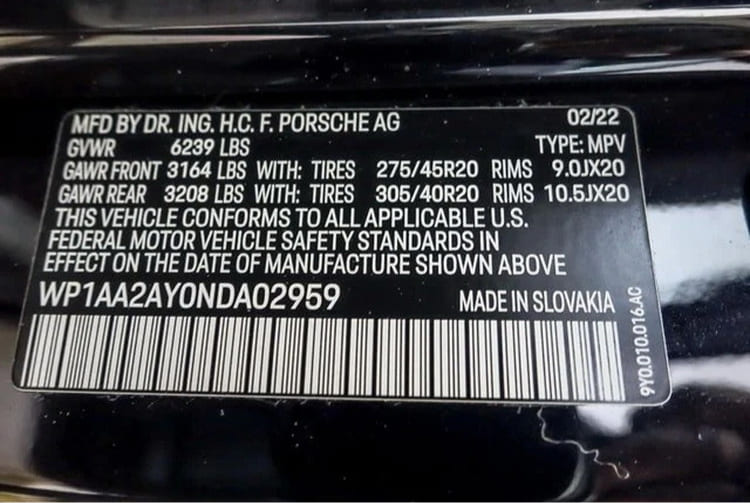 MFD BY DR. ING. H.C. F. PORSCHE AG 02/22
GVWR 6239 LBS TYPE: MPV
GAWR FRONT 3164 LBS WITH: TIRES 275/45R20 RIMS 9.0JX20
GAWR REAR 3208 LBS WITH: TIRES 305/40R20 RIMS 10.5JX20
THIS VEHICLE CONFORMS TO ALL APPLICABLE U.S.
FEDERAL MOTOR VEHICLE SAFETY STANDARDS IN
EFFECT ON THE DATE OF MANUFACTURE SHOWN ABOVE
WP1AA2AY0NDA02959 MADE IN SLOVAKIA
9Y0.010.016.AC